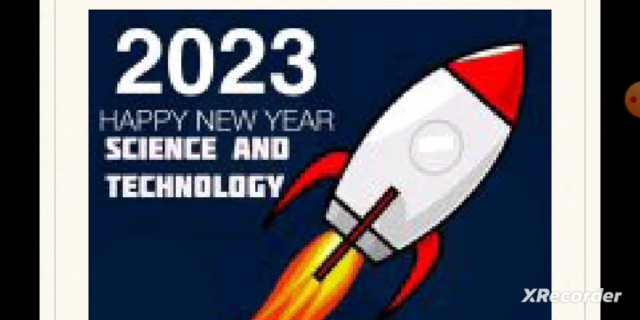 2023
HAPPY NEW YEAR
SCIENCE AND
TECHNOLOGY
XRecorder